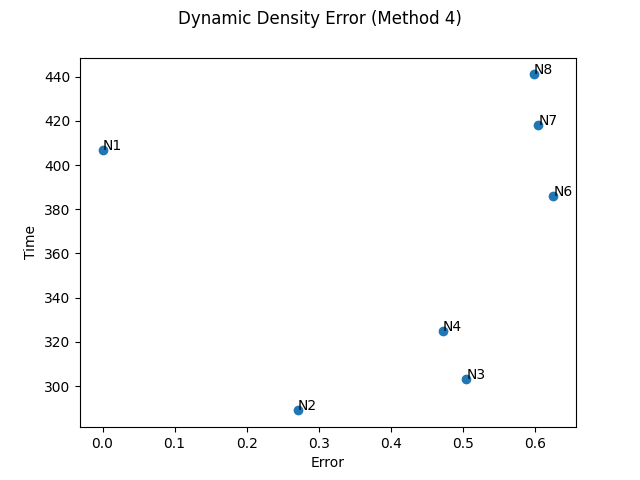 Dynamic Density Error (Method 4)
440
420
400
380
360
340
320
300
Time
N8
N7
N1
N6
N4
N3
N2
0.0 0.1 0.2 0.3 0.4 0.5 0.6
Error